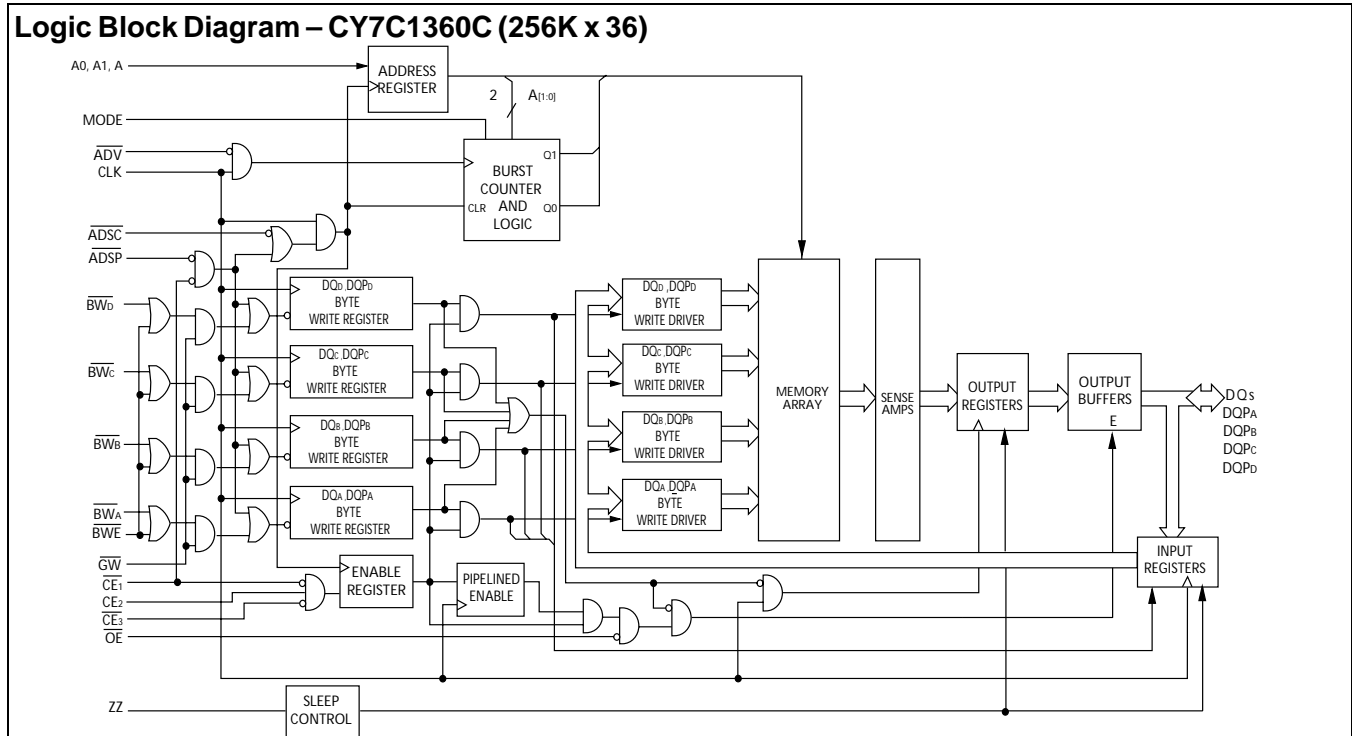 Logic Block Diagram – CY7C1360C (256K x 36)
A0, A1, A
ADDRESS
REGISTER
2 A[1:0]
MODE
ADV
CLK
BURST
COUNTER
AND
LOGIC
CLR
Q1
Q0
ADSC
ADSP
BWD
DQD ,DQPD
BYTE
WRITE REGISTER
DQD ,DQPD
BYTE
WRITE DRIVER
BWC
DQC ,DQPC
BYTE
WRITE REGISTER
DQC ,DQPC
BYTE
WRITE DRIVER
MEMORY
ARRAY
SENSE
AMPS
OUTPUT
REGISTERS
OUTPUT
BUFFERS
E
DQs
DQPA
DQPB
DQPC
DQPD
BWB
DQB ,DQPB
BYTE
WRITE REGISTER
DQB ,DQPB
BYTE
WRITE DRIVER
BWA
BWE
DQA ,DQPA
BYTE
WRITE REGISTER
DQA ,DQPA
BYTE
WRITE DRIVER
GW
CE1
CE2
CE3
OE
ENABLE
REGISTER
PIPELINED
ENABLE
INPUT
REGISTERS
ZZ
SLEEP
CONTROL